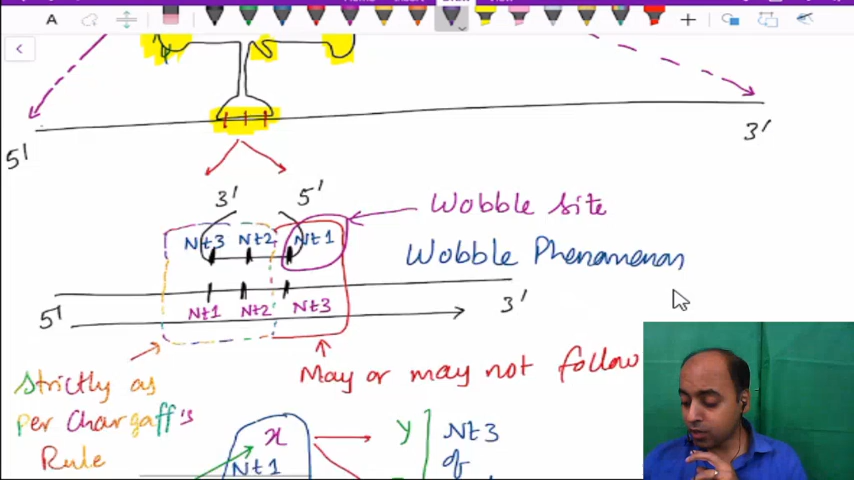 A
5'
3'
3'
5'
Wobble site
Nt3 Nt2 Nt1
Wobble Phenomenon
5'
Nt1 Nt2 Nt3
3'
May or may not follow
Strictly as
per Chargaff's
Rule
x
Nt1
y
Nt3
of